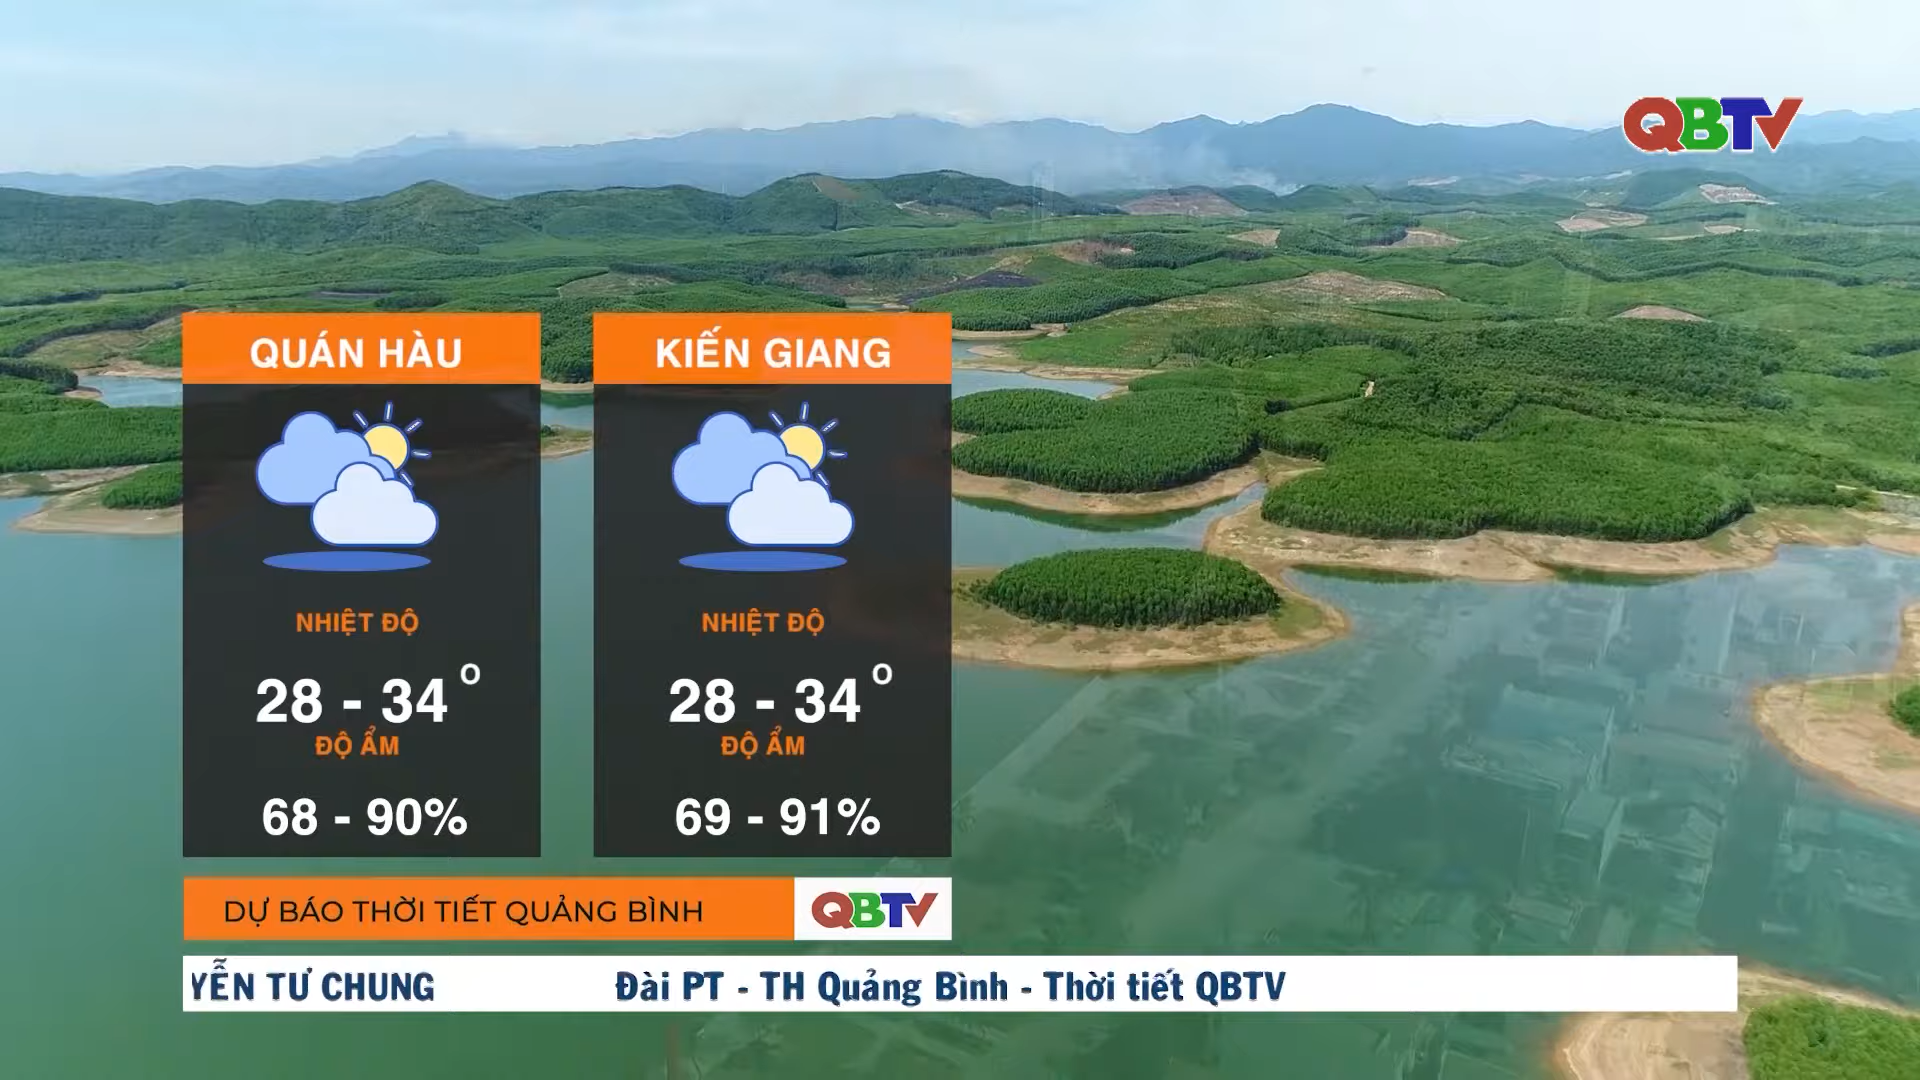 QBTV
QUÁN HÀU
NHIỆT ĐỘ
28 - 34°
ĐỘ ẨM
68 - 90%
KIẾN GIANG
NHIỆT ĐỘ
28 - 34°
ĐỘ ẨM
69 - 91%
DỰ BÁO THỜI TIẾT QUẢNG BÌNH
QBTV
YỄN TƯ CHUNG Đài PT - TH Quảng Bình - Thời tiết QBTV